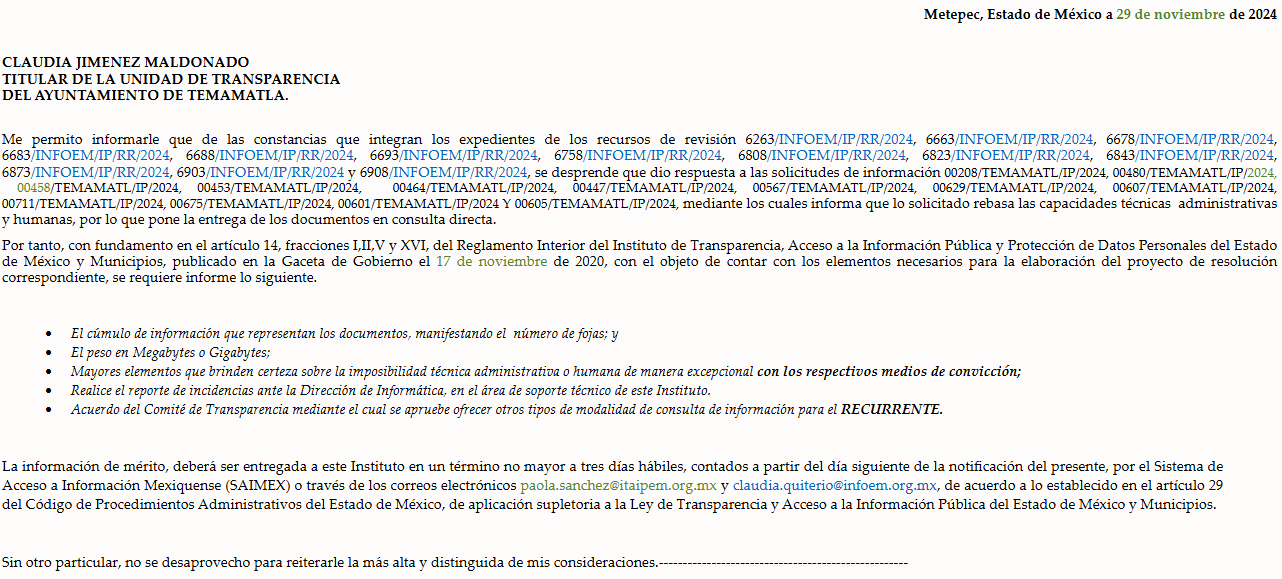 Metepec, Estado de México a 29 de noviembre de 2024
CLAUDIA JIMENEZ MALDONADO
TITULAR DE LA UNIDAD DE TRANSPARENCIA
DEL AYUNTAMIENTO DE TEMAMATLA.
Me permito informarle que de las constancias que integran los expedientes de los recursos de revisión 6263/INFOEM/IP/RR/2024, 6663/INFOEM/IP/RR/2024, 6678/INFOEM/IP/RR/2024,
6683/INFOEM/IP/RR/2024, 6688/INFOEM/IP/RR/2024, 6693/INFOEM/IP/RR/2024, 6758/INFOEM/IP/RR/2024, 6808/INFOEM/IP/RR/2024, 6823/INFOEM/IP/RR/2024, 6843/INFOEM/IP/RR/2024,
6873/INFOEM/IP/RR/2024, 6903/INFOEM/IP/RR/2024 y 6908/INFOEM/IP/RR/2024, se desprende que dio respuesta a las solicitudes de información 00208/TEMAMATL/IP/2024, 00480/TEMAMATL/IP/2024,
00458/TEMAMATL/IP/2024, 00453/TEMAMATL/IP/2024, 00464/TEMAMATL/IP/2024, 00447/TEMAMATL/IP/2024, 00567/TEMAMATL/IP/2024, 00629/TEMAMATL/IP/2024, 00607/TEMAMATL/IP/2024,
00711/TEMAMATL/IP/2024, 00675/TEMAMATL/IP/2024, 00601/TEMAMATL/IP/2024 Y 00605/TEMAMATL/IP/2024, mediante los cuales informa que lo solicitado rebasa las capacidades técnicas administrativas
y humanas, por lo que pone la entrega de los documentos en consulta directa.
Por tanto, con fundamento en el artículo 14, fracciones I,II,V y XVI, del Reglamento Interior del Instituto de Transparencia, Acceso a la Información Pública y Protección de Datos Personales del Estado
de México y Municipios, publicado en la Gaceta de Gobierno el 17 de noviembre de 2020, con el objeto de contar con los elementos necesarios para la elaboración del proyecto de resolución
correspondiente, se requiere informe lo siguiente.
• El cúmulo de información que representan los documentos, manifestando el número de fojas; y
• El peso en Megabytes o Gigabytes;
• Mayores elementos que brinden certeza sobre la imposibilidad técnica administrativa o humana de manera excepcional con los respectivos medios de convicción;
• Realice el reporte de incidencias ante la Dirección de Informática, en el área de soporte técnico de este Instituto.
• Acuerdo del Comité de Transparencia mediante el cual se apruebe ofrecer otros tipos de modalidad de consulta de información para el RECURRENTE.
La información de mérito, deberá ser entregada a este Instituto en un término no mayor a tres días hábiles, contados a partir del día siguiente de la notificación del presente, por el Sistema de
Acceso a Información Mexiquense (SAIMEX) o través de los correos electrónicos paola.sanchez@itaipem.org.mx y claudia.quiterio@infoem.org.mx, de acuerdo a lo establecido en el artículo 29
del Código de Procedimientos Administrativos del Estado de México, de aplicación supletoria a la Ley de Transparencia y Acceso a la Información Pública del Estado de México y Municipios.
Sin otro particular, no se desaprovecho para reiterarle la más alta y distinguida de mis consideraciones.----------------------------------------------------